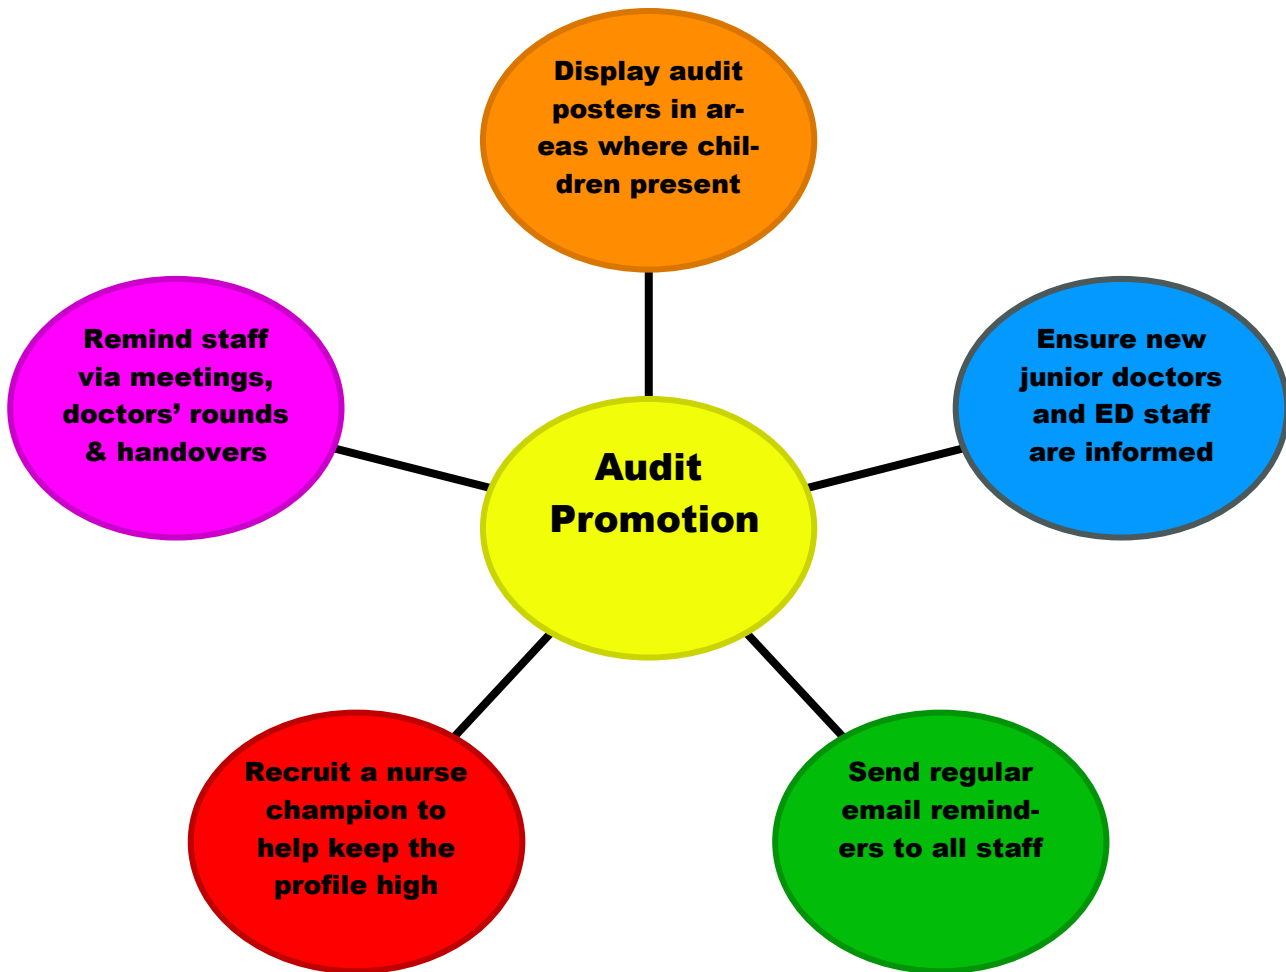 Display audit
posters in ar-
eas where chil-
dren present
Remind staff
via meetings,
doctors’ rounds
& handovers
Ensure new
junior doctors
and ED staff
are informed
Audit
Promotion
Recruit a nurse
champion to
help keep the
profile high
Send regular
email remind-
ers to all staff